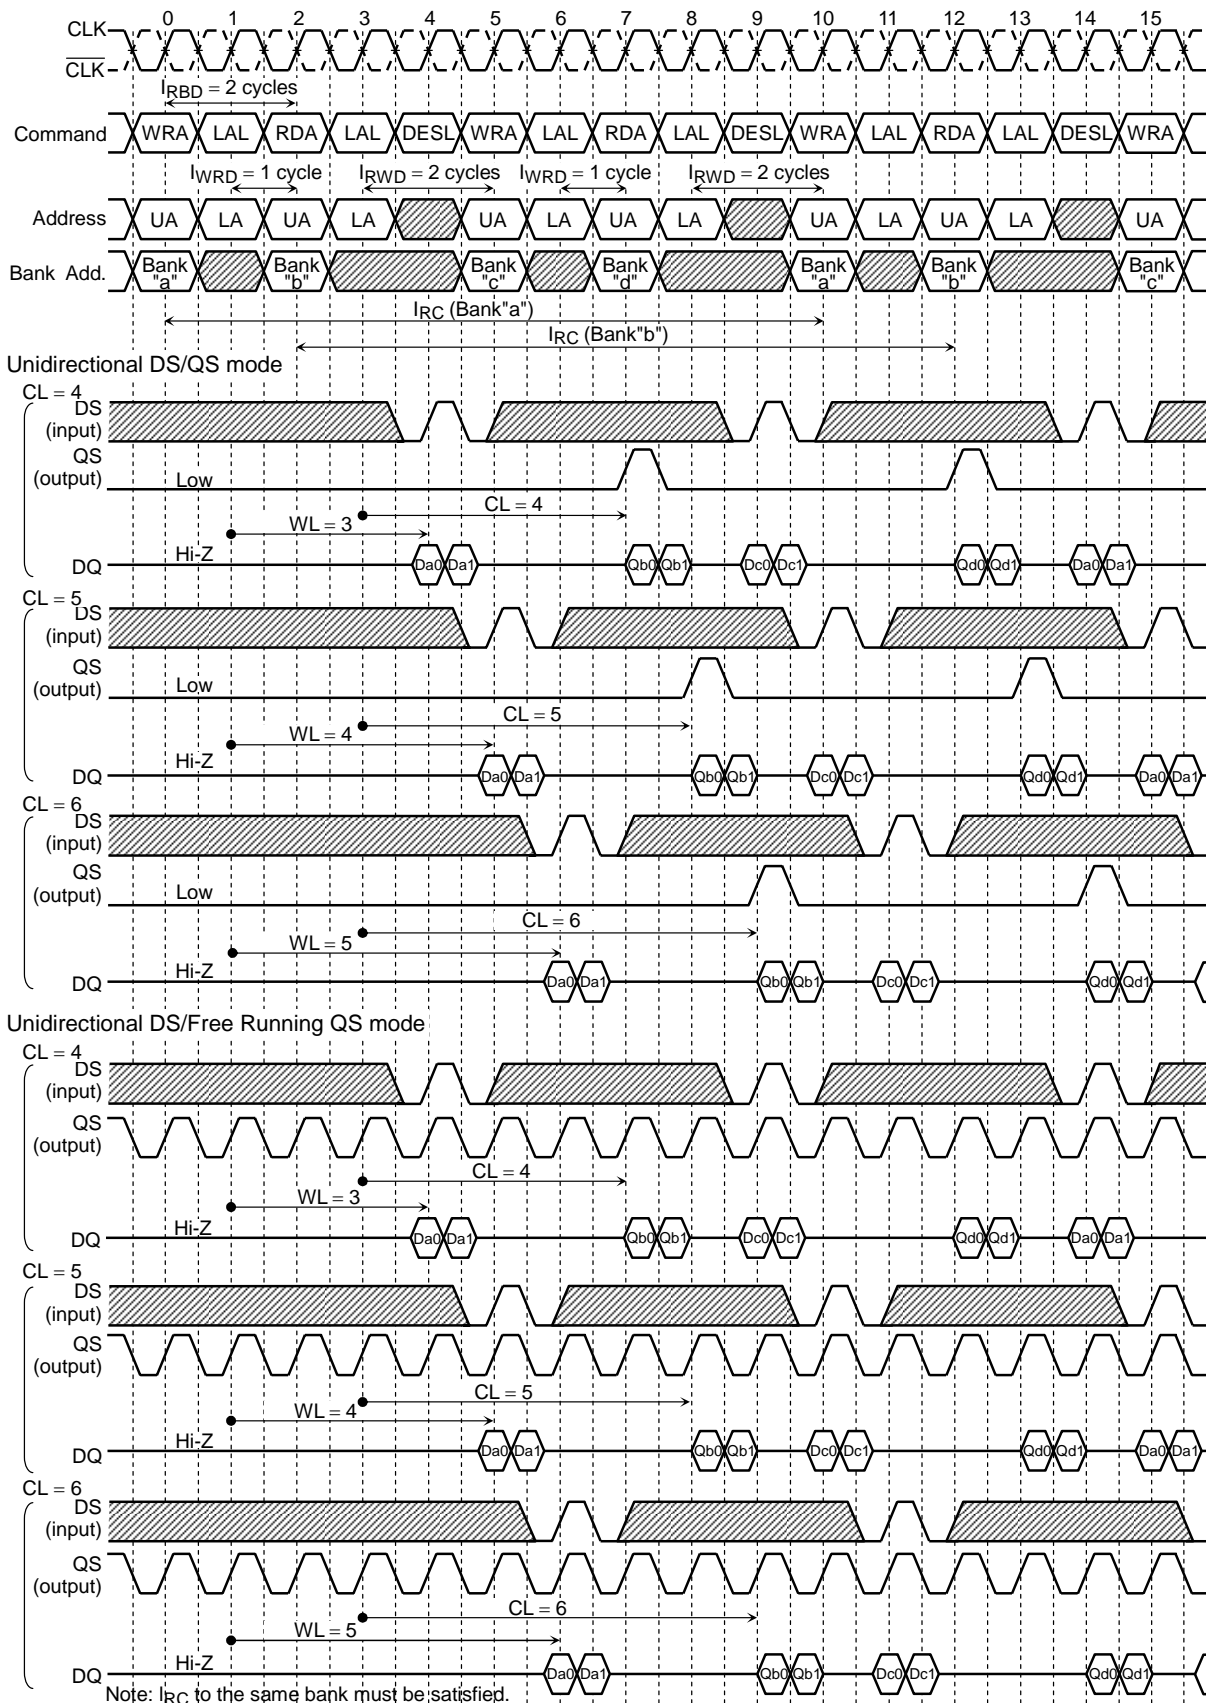 0 1 2 3 4 5 6 7 8 9 10 11 12 13 14 15
CLK
CLK
IRBD = 2 cycles
Command WRA LAL RDA LAL DESL WRA LAL RDA LAL DESL WRA LAL RDA LAL DESL WRA
IWRD = 1 cycle IRWD = 2 cycles IWRD = 1 cycle IRWD = 2 cycles
Address UA LA UA LA UA LA UA LA UA LA UA LA UA
Bank Add. Bank "a" Bank "b" Bank "c" Bank "d" Bank "a" Bank "b" Bank "c"
IRC (Bank"a")
IRC (Bank"b")
Unidirectional DS/QS mode
CL = 4
DS
(input)
QS
(output) Low
CL = 4
WL = 3
DQ Hi-Z Da0 Da1 Qb0 Qb1 Dc0 Dc1 Qd0 Qd1 Da0 Da1
CL = 5
DS
(input)
QS
(output) Low
CL = 5
WL = 4
DQ Hi-Z Da0 Da1 Qb0 Qb1 Dc0 Dc1 Qd0 Qd1 Da0 Da1
CL = 6
DS
(input)
QS
(output) Low
CL = 6
WL = 5
DQ Hi-Z Da0 Da1 Qb0 Qb1 Dc0 Dc1 Qd0 Qd1
Unidirectional DS/Free Running QS mode
CL = 4
DS
(input)
QS
(output)
CL = 4
WL = 3
DQ Hi-Z Da0 Da1 Qb0 Qb1 Dc0 Dc1 Qd0 Qd1 Da0 Da1
CL = 5
DS
(input)
QS
(output)
CL = 5
WL = 4
DQ Hi-Z Da0 Da1 Qb0 Qb1 Dc0 Dc1 Qd0 Qd1 Da0 Da1
CL = 6
DS
(input)
QS
(output)
CL = 6
WL = 5
DQ Hi-Z Da0 Da1 Qb0 Qb1 Dc0 Dc1 Qd0 Qd1
Note: IRC to the same bank must be satisfied.